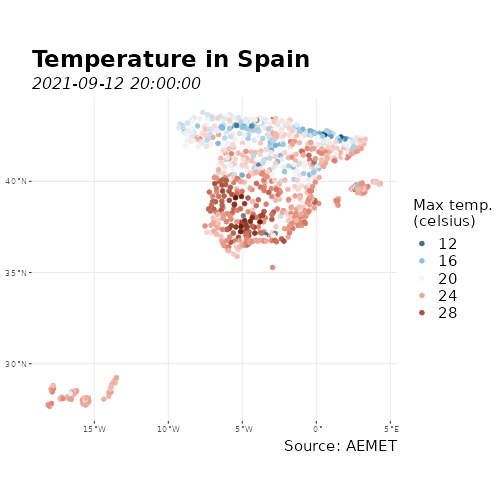 Temperature in Spain
2021-09-12 20:00:00
40°N
35°N
30°N
15°W
10°W
5°W
0°
5°E
Max temp.
(celsius)
12
16
20
24
28
Source: AEMET